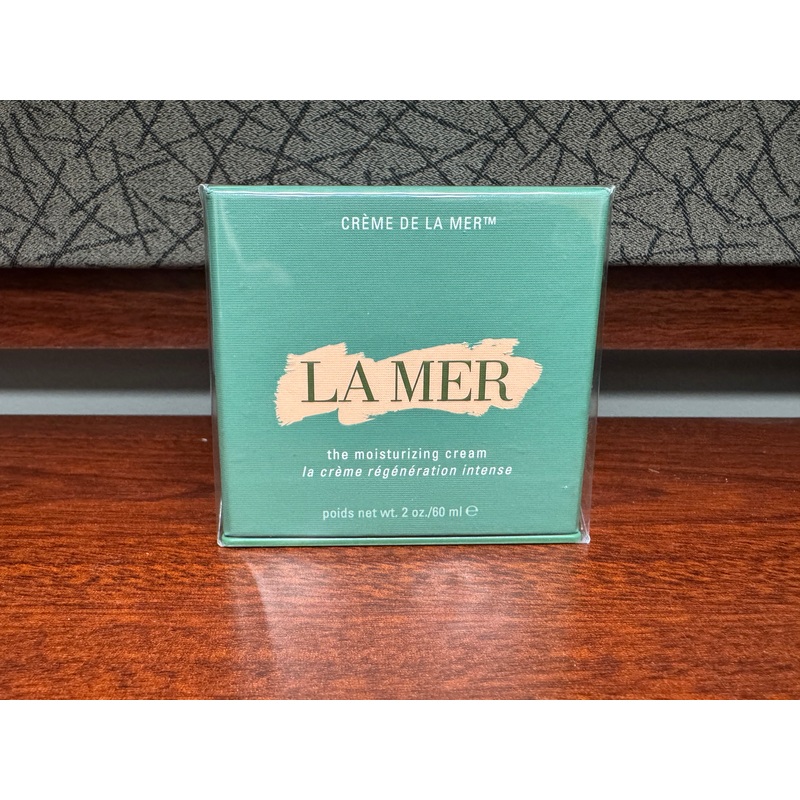 CRÈME DE LA MER™
LA MER
the moisturizing cream
la crème régénération intense
poids net wt. 2 oz./60 ml ℮